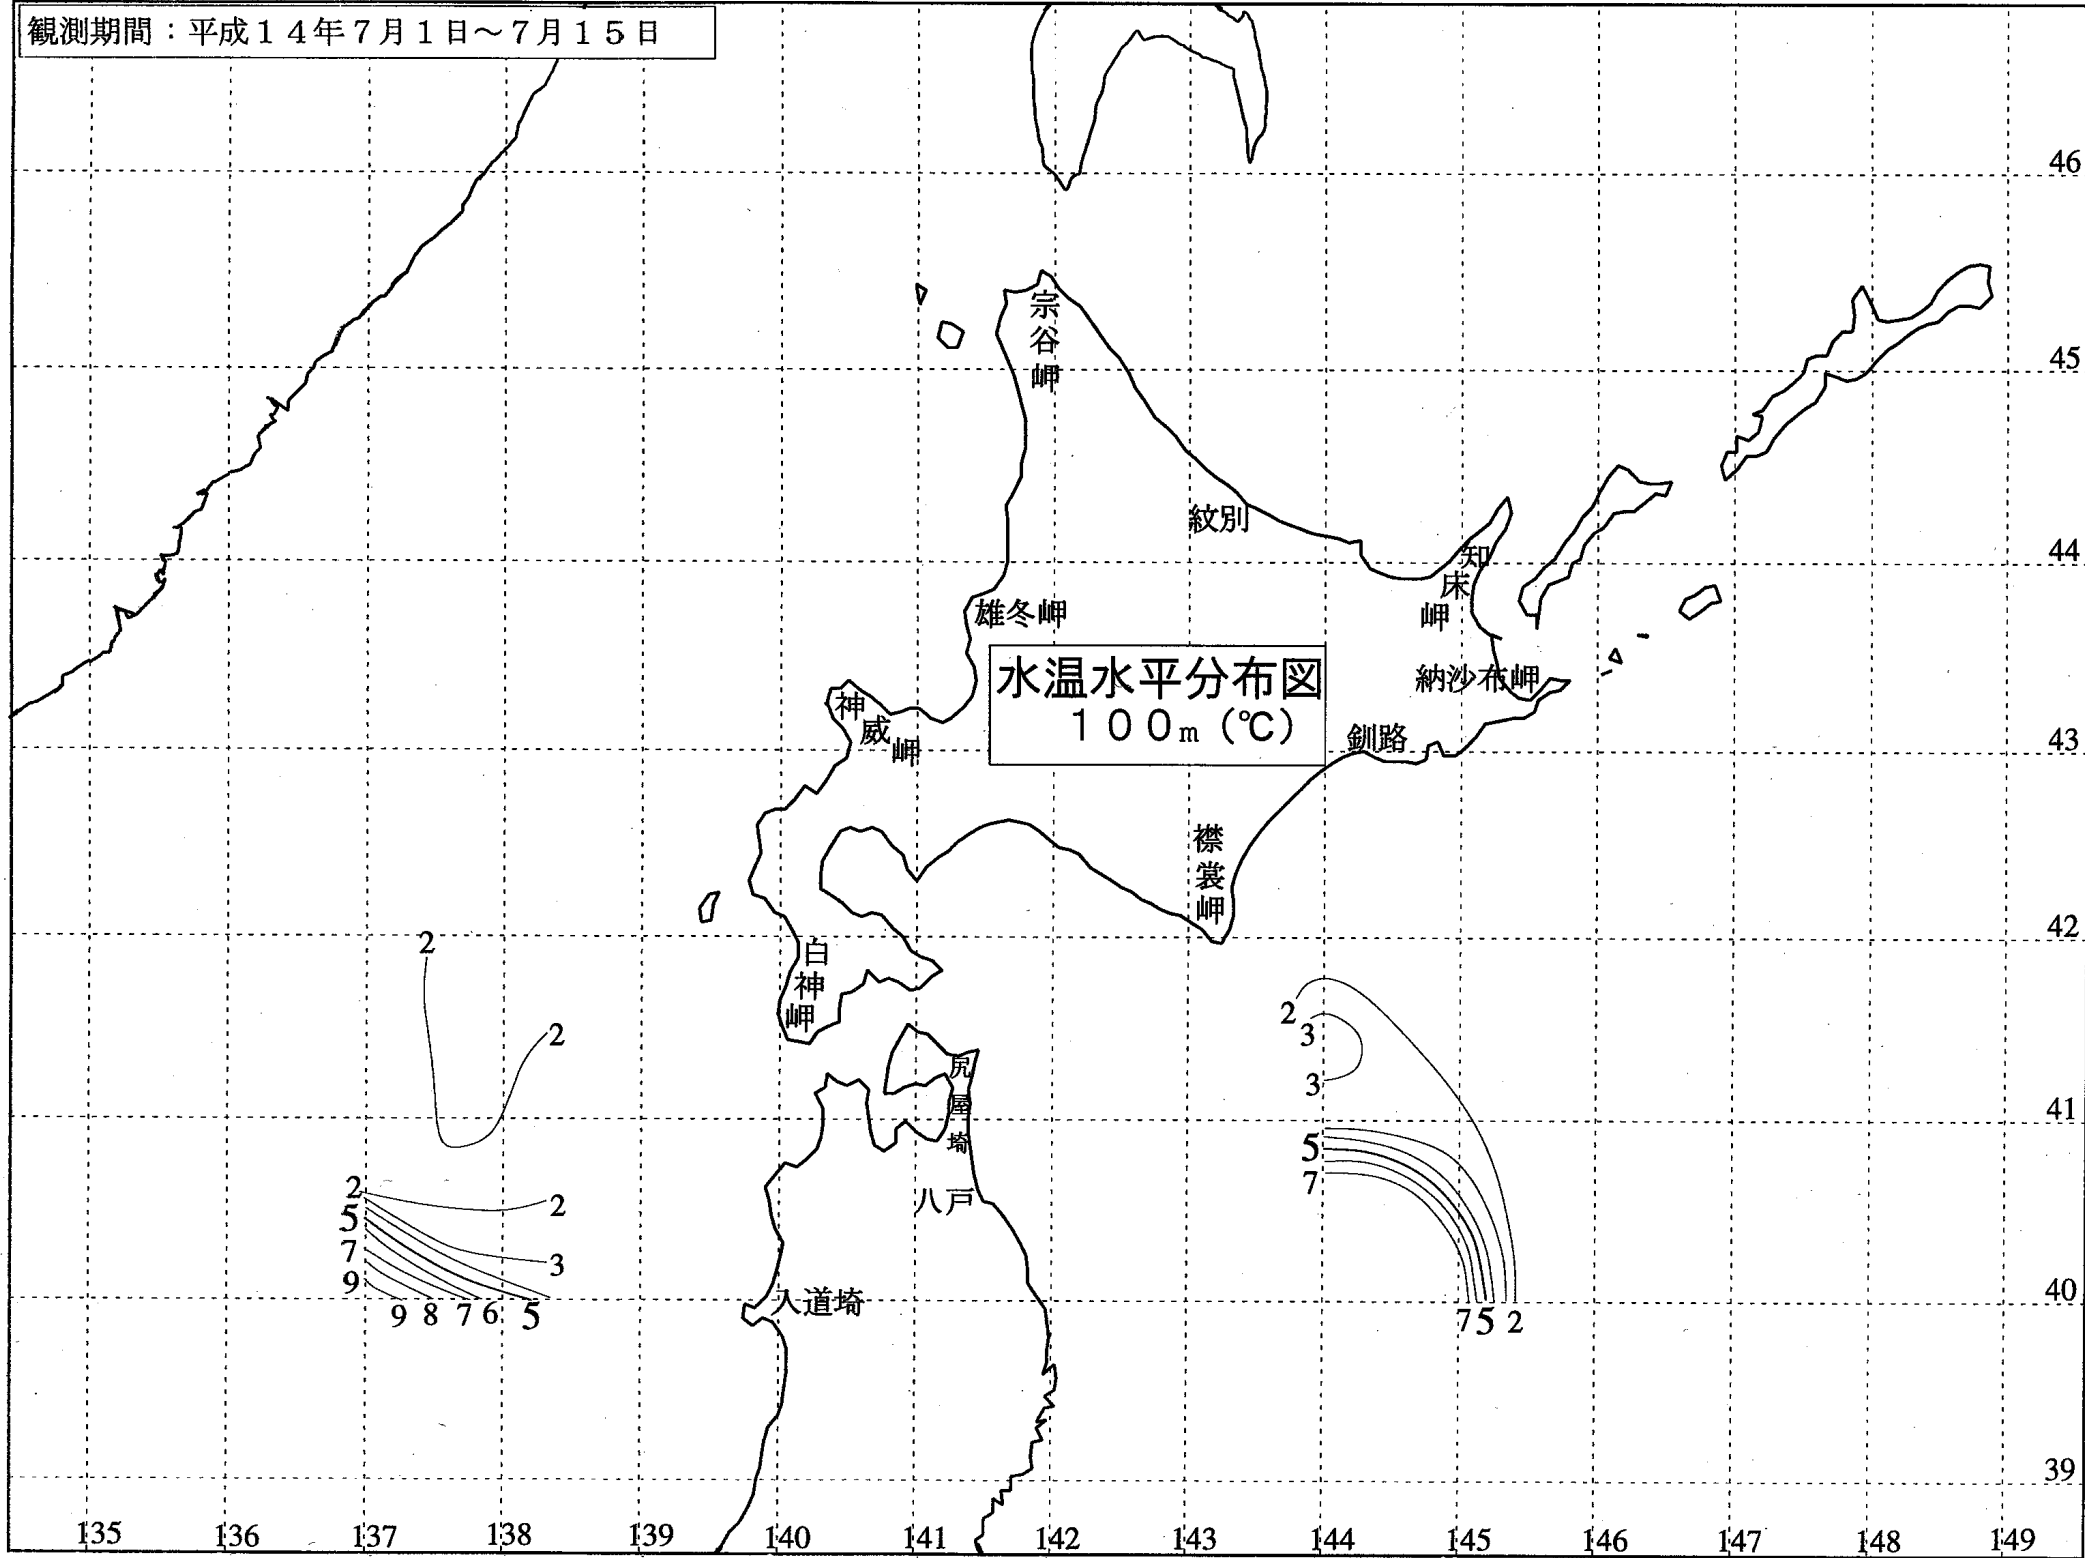 観測期間：平成１４年７月１日～７月１５日
46
45
44
43
42
41
40
39
宗谷岬
紋別
知床岬
雄冬岬
水温水平分布図
１００ｍ（℃）
納沙布岬
神威岬
釧路
襟裳岬
白神岬
尻屋埼
八戸
入道埼
2
2
2
2
5
3
7
9
9 8 7 6 5
2
3
3
5
7
7 5 2
135 136 137 138 139 140 141 142 143 144 145 146 147 148 149